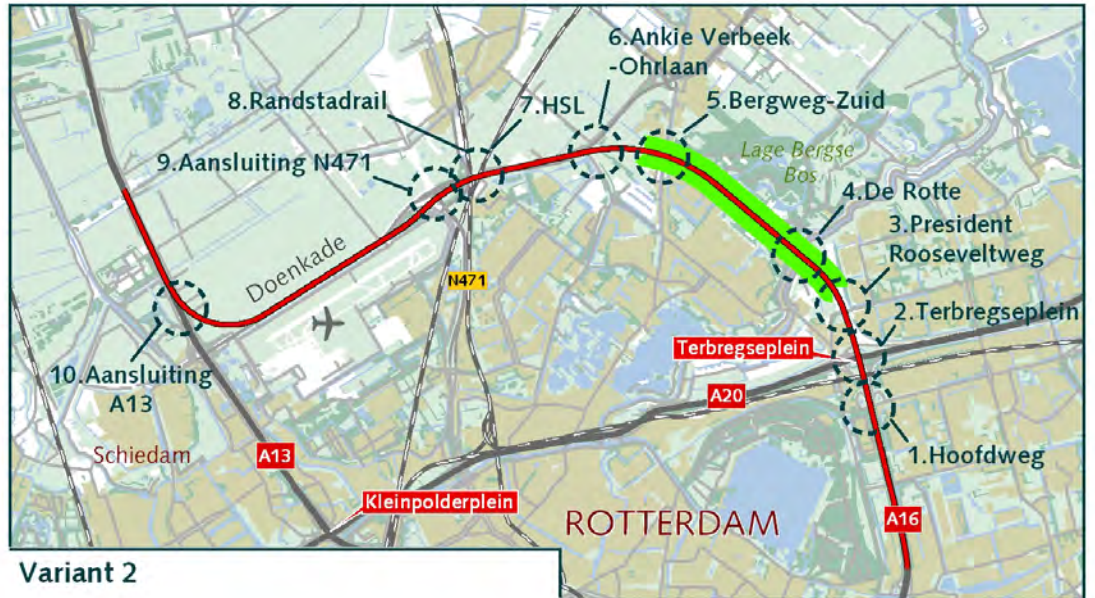 6.Ankie Verbeek
-Ohrlaan
8.Randstadrail
7.HSL
5.Bergweg-Zuid
9.Aansluiting N471
Lage Bergse
Bos
4.De Rotte
3.President
Rooseveltweg
Doenkade
N471
2.Terbregseplein
Terbregseplein
10.Aansluiting
A13
A20
Schiedam
A13
1.Hoofdweg
Kleinpolderplein
ROTTERDAM
A16
Variant 2